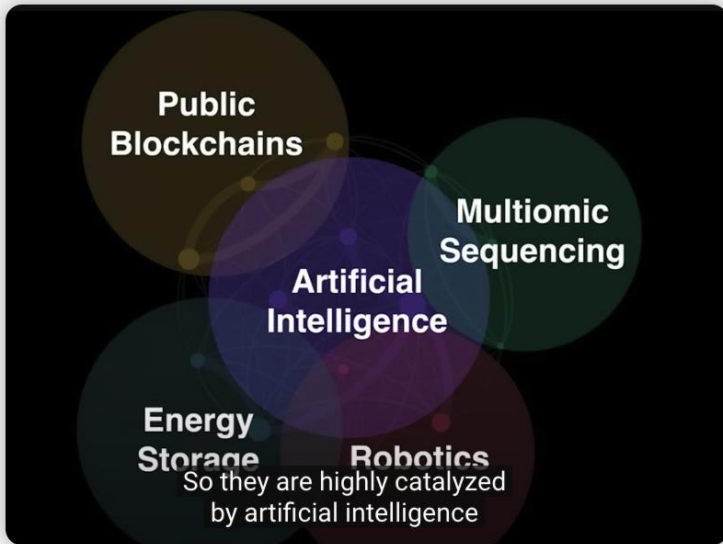 Public
Blockchains
Multiomic
Sequencing
Artificial
Intelligence
Energy
Storage
Robotics
So they are highly catalyzed
by artificial intelligence